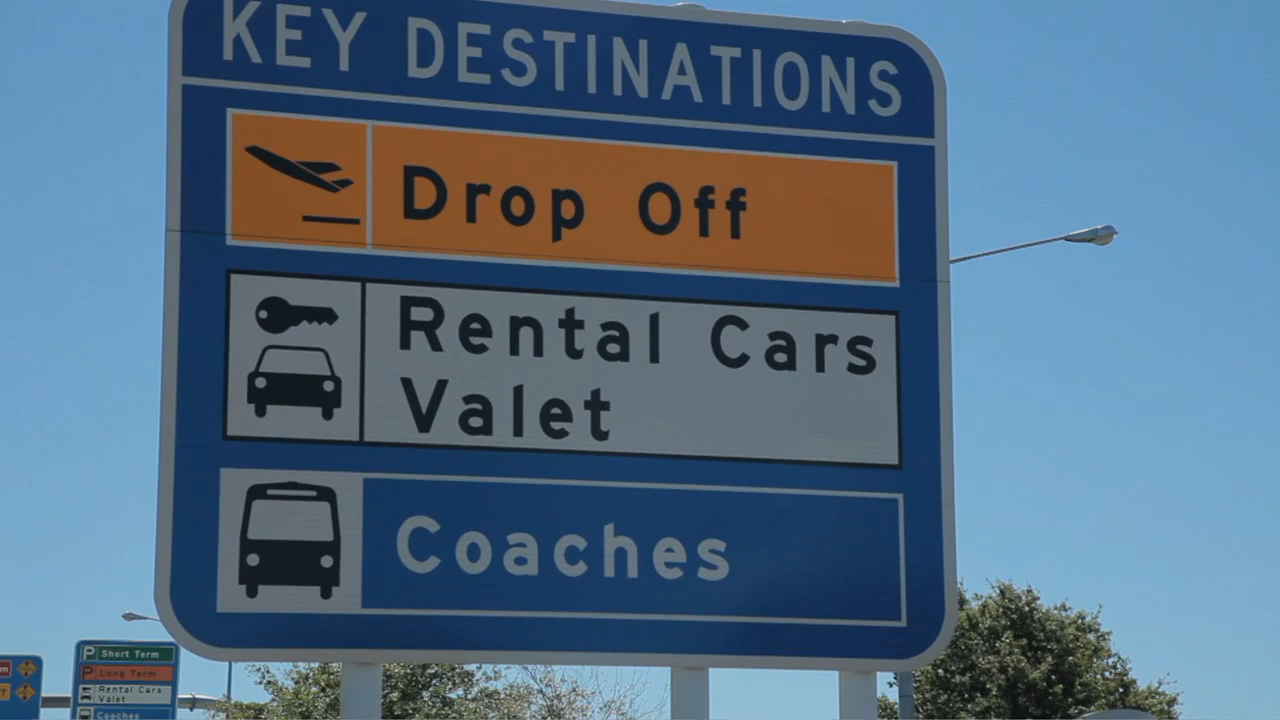 KEY DESTINATIONS
Drop Off
Rental Cars
Valet
Coaches
P Short Term
P Long Term
Rental Cars
Valet
Coaches